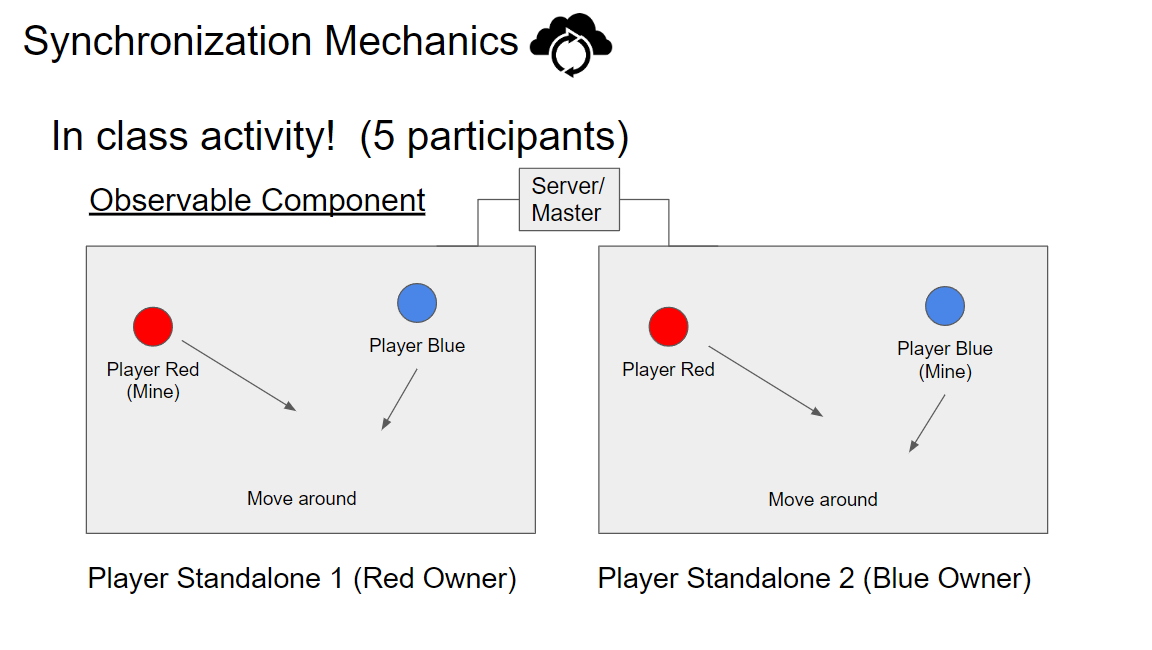 Synchronization Mechanics
In class activity!  (5 participants)
Observable Component
Server/
Master
Player Red
(Mine)
Player Blue
Move around
Player Red
Player Blue
(Mine)
Move around
Player Standalone 1 (Red Owner)
Player Standalone 2 (Blue Owner)